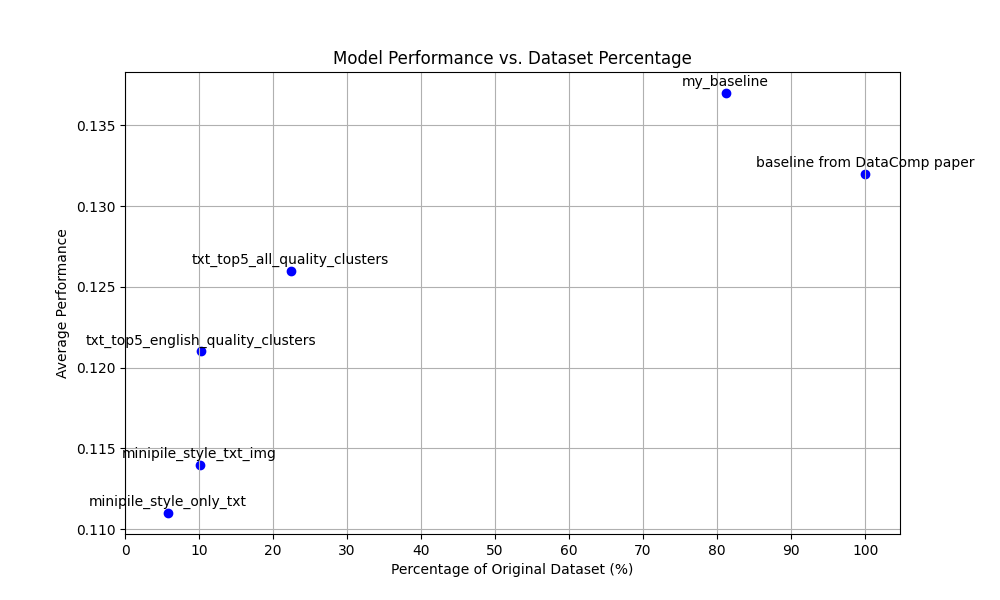 Model Performance vs. Dataset Percentage
my_baseline
0.135
baseline from DataComp paper
0.130
txt_top5_all_quality_clusters
0.125
txt_top5_english_quality_clusters
0.120
minipile_style_txt_img
0.115
minipile_style_only_txt
0.110
Average Performance
0 10 20 30 40 50 60 70 80 90 100
Percentage of Original Dataset (%)